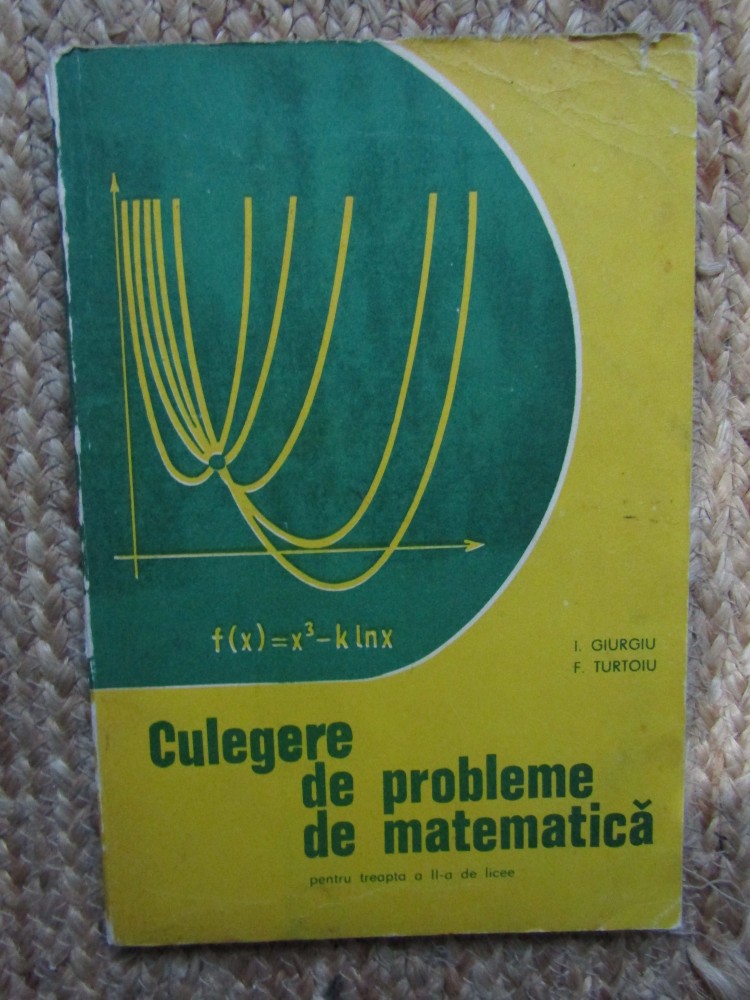 f(x)=x³-k lnx
I. GIURGIU
F. TURTOIU
Culegere
de probleme
de matematică
pentru treapta a II-a de licee